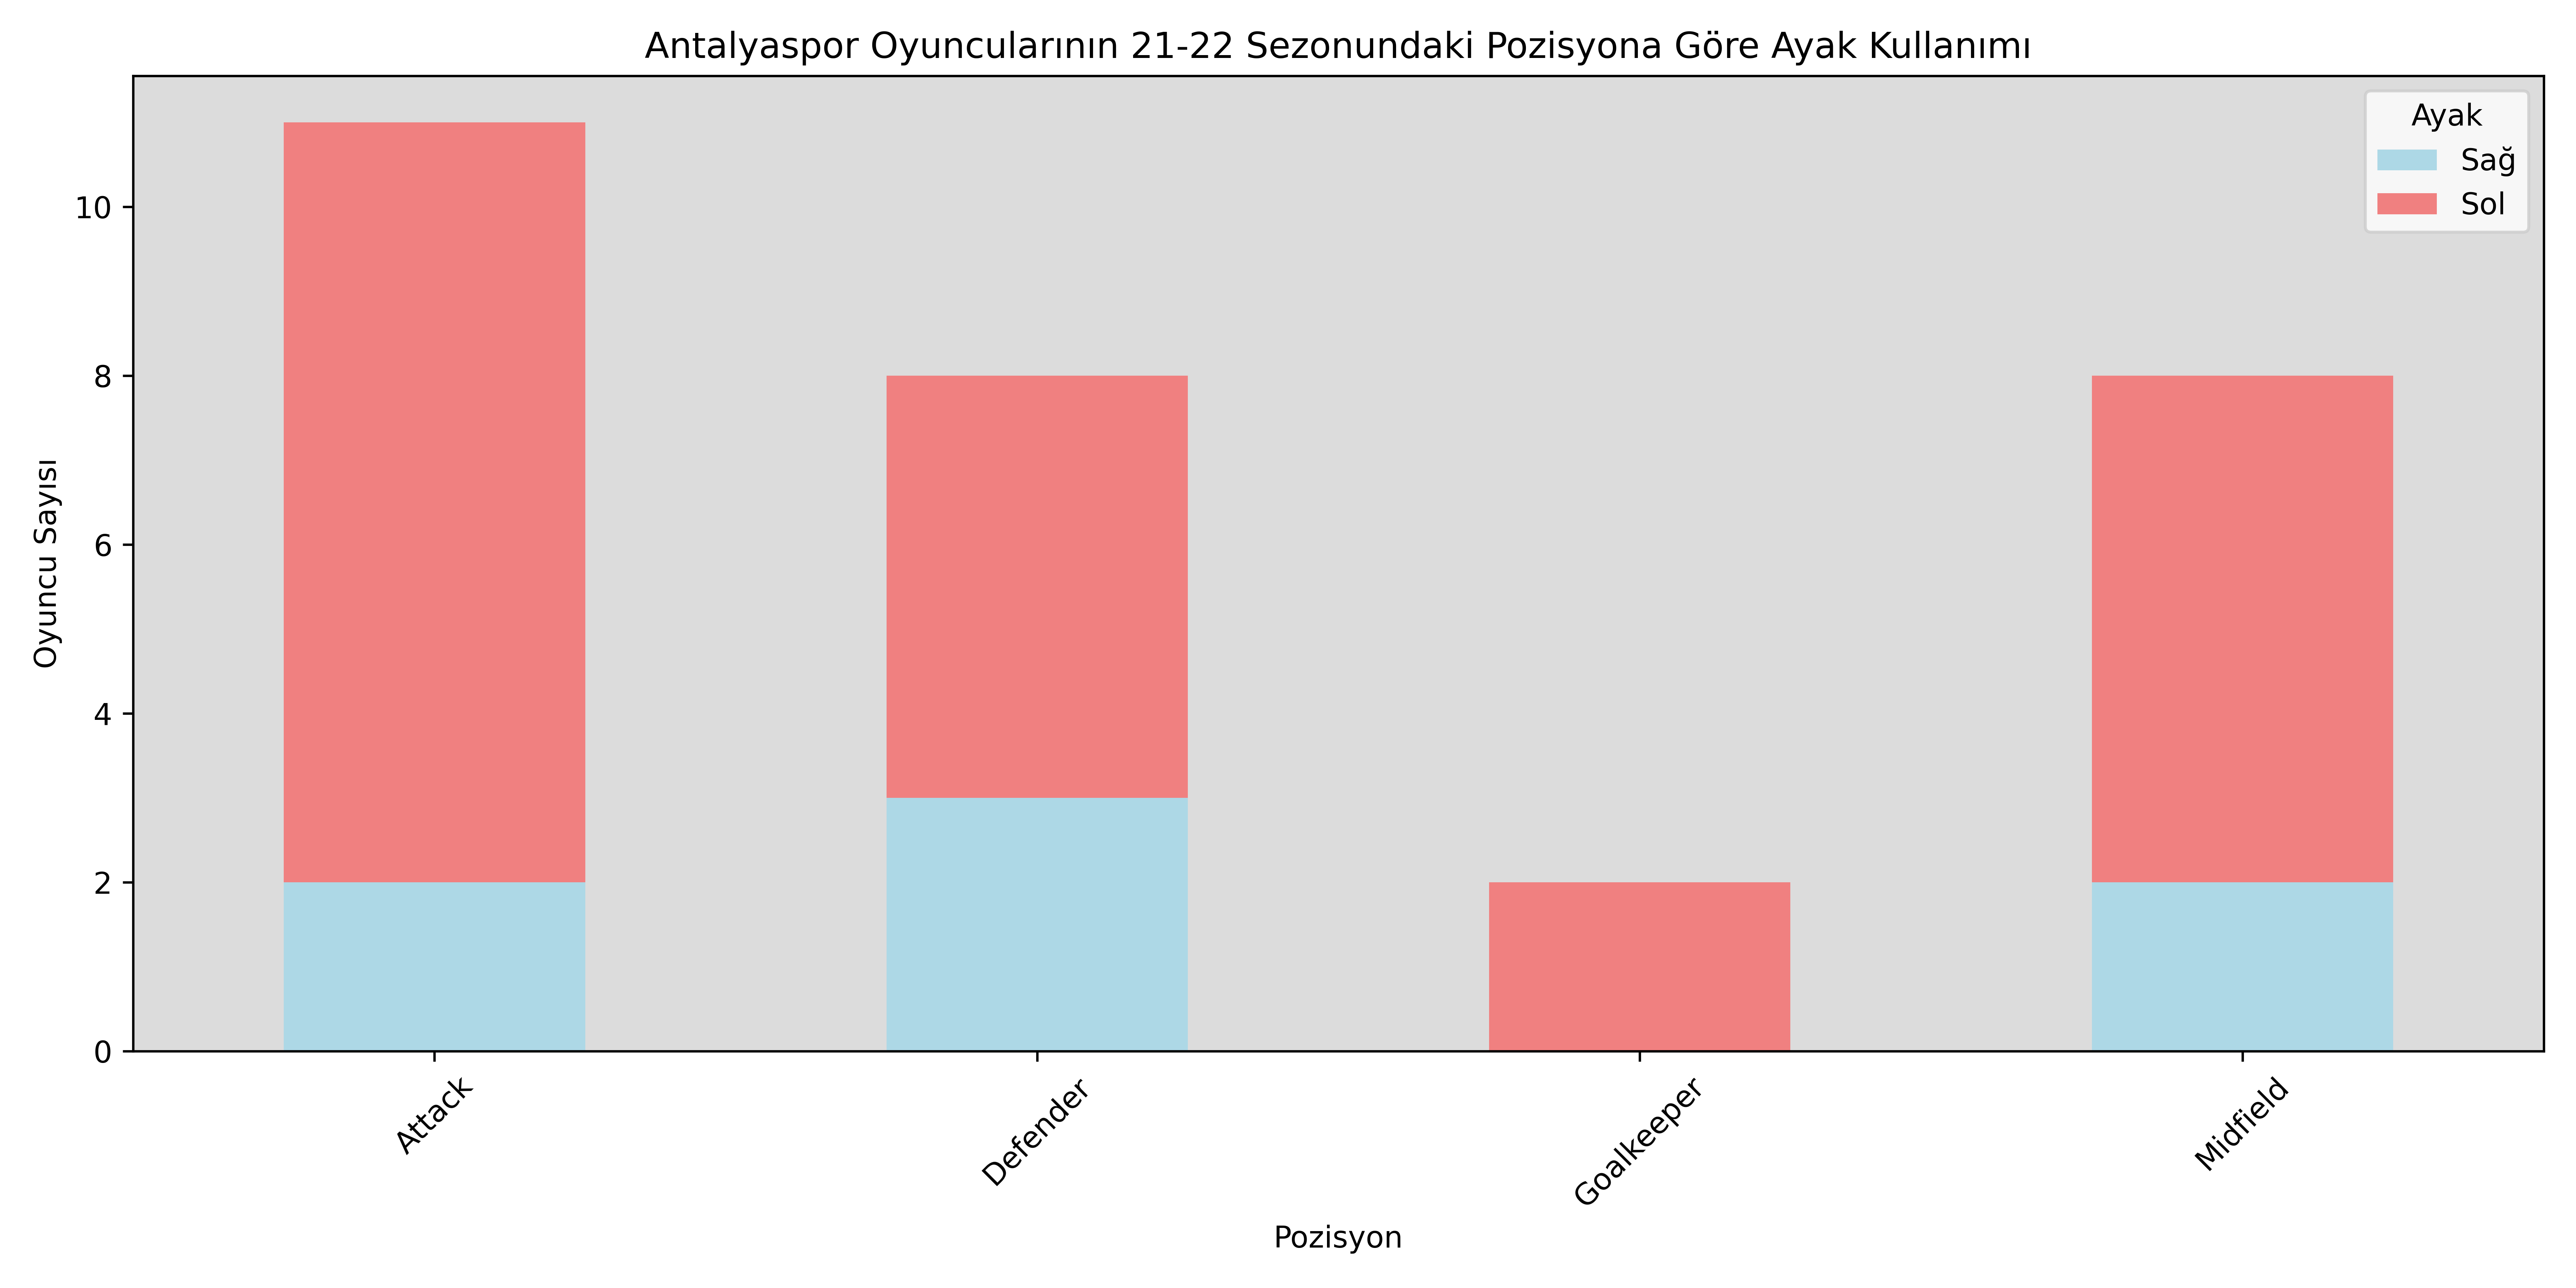 Antalyaspor Oyuncularının 21-22 Sezonundaki Pozisyona Göre Ayak Kullanımı
Ayak
Sağ
Sol
Oyuncu Sayısı
10
8
6
4
2
0
Attack
Defender
Goalkeeper
Midfield
Pozisyon